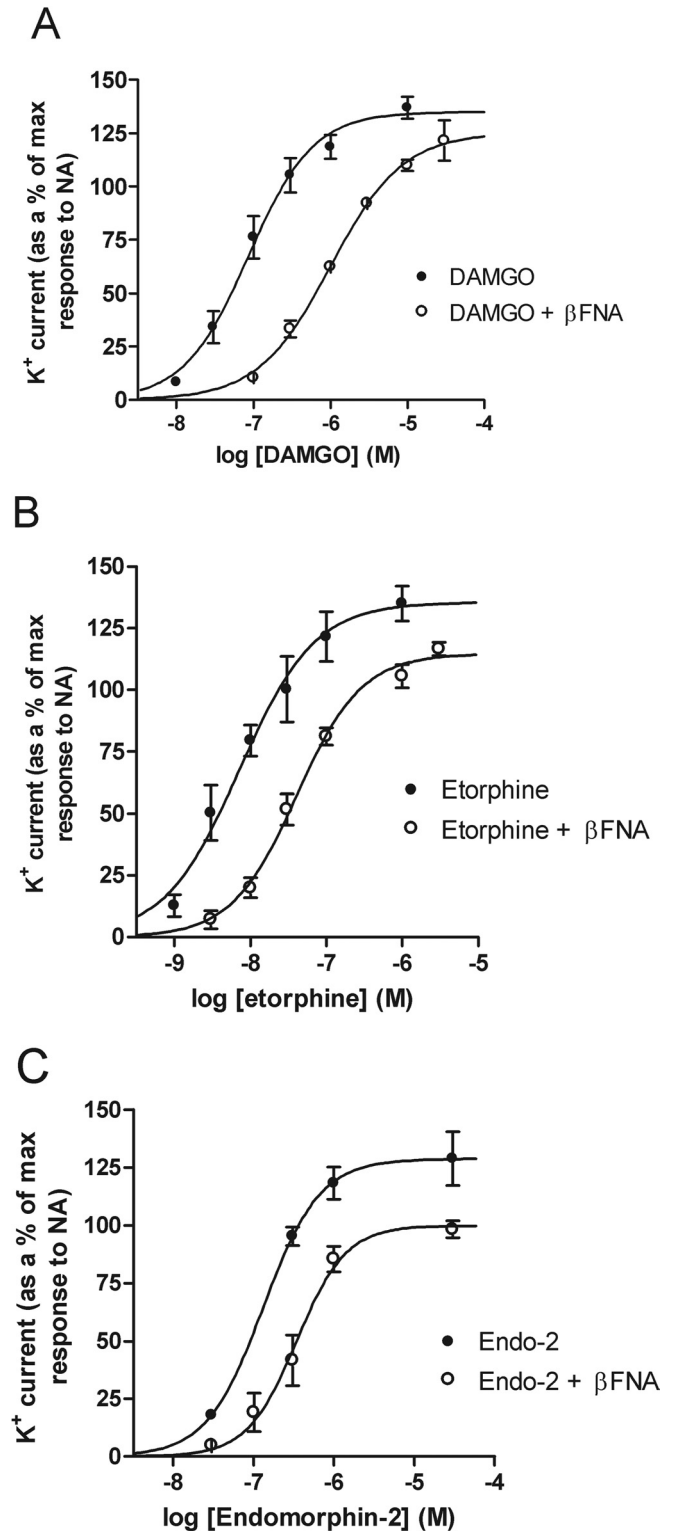 A
K+ current (as a % of max
response to NA)
150
125
100
75
50
25
0
DAMGO
DAMGO + βFNA
-8 -7 -6 -5 -4
log [DAMGO] (M)
B
K+ current (as a % of max
response to NA)
150
125
100
75
50
25
0
Etorphine
Etorphine + βFNA
-9 -8 -7 -6 -5
log [etorphine] (M)
C
K+ current (as a % of max
response to NA)
150
125
100
75
50
25
0
Endo-2
Endo-2 + βFNA
-8 -7 -6 -5 -4
log [Endomorphin-2] (M)